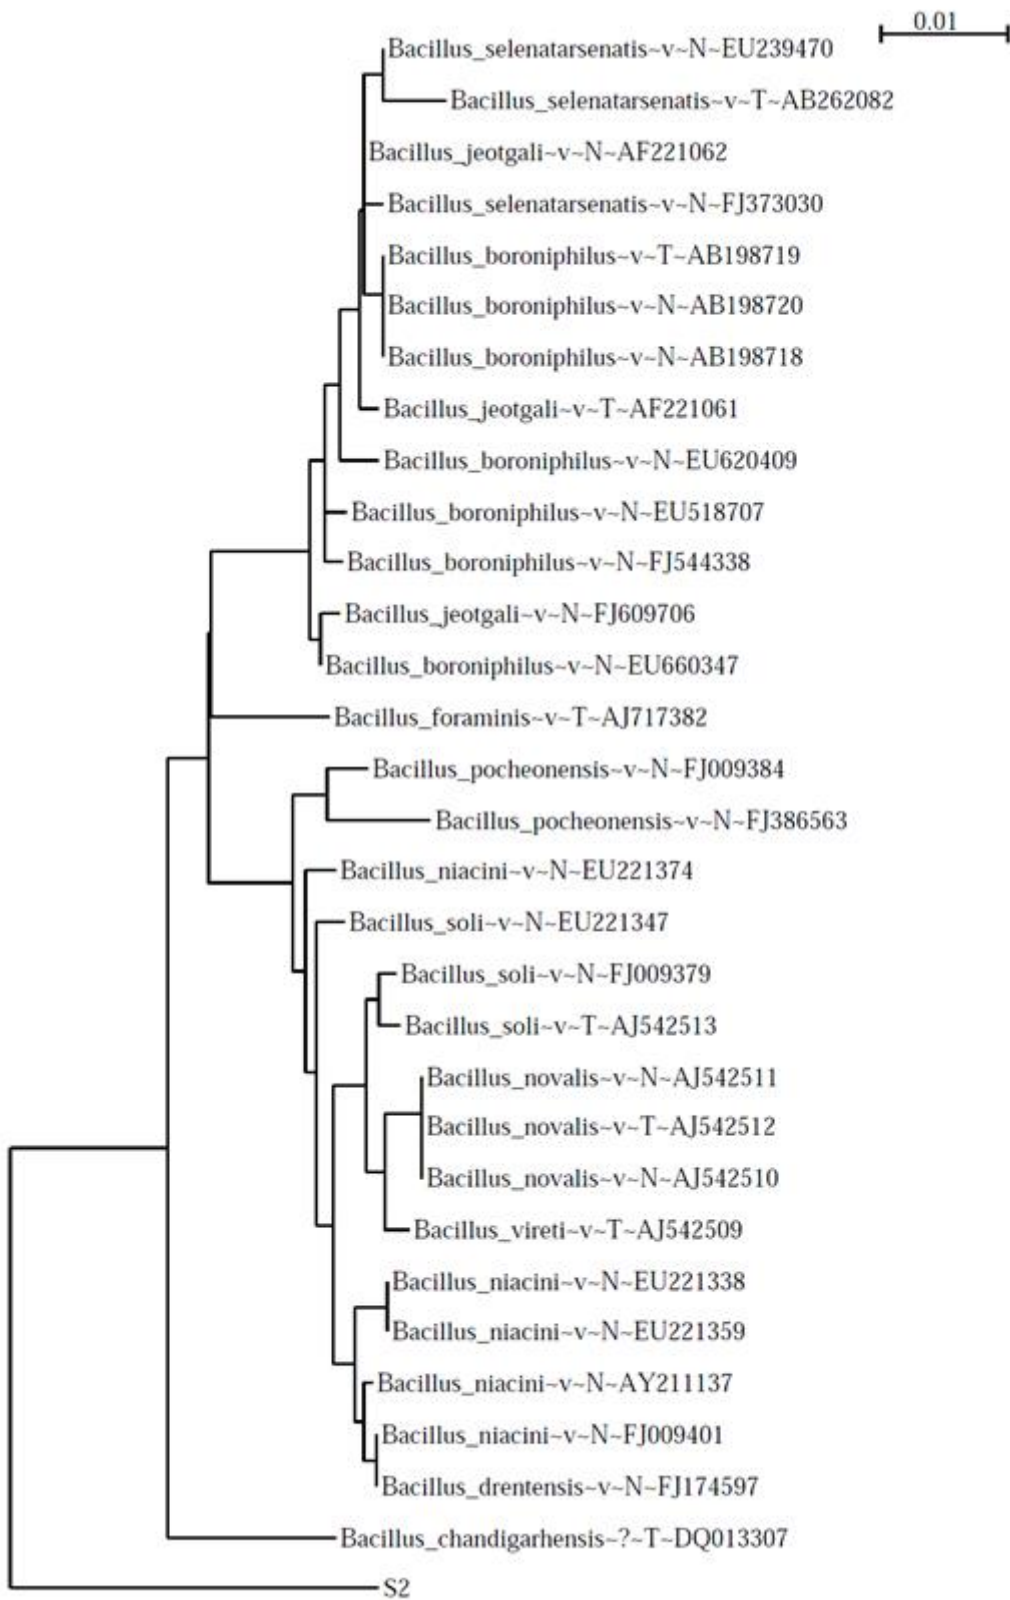 0.01
Bacillus_selenatarsenatis~v~N~EU239470
Bacillus_selenatarsenatis~v~T~AB262082
Bacillus_jeotgali~v~N~AF221062
Bacillus_selenatarsenatis~v~N~FJ373030
Bacillus_boroniphilus~v~T~AB198719
Bacillus_boroniphilus~v~N~AB198720
Bacillus_boroniphilus~v~N~AB198718
Bacillus_jeotgali~v~T~AF221061
Bacillus_boroniphilus~v~N~EU620409
Bacillus_boroniphilus~v~N~EU518707
Bacillus_boroniphilus~v~N~FJ544338
Bacillus_jeotgali~v~N~FJ609706
Bacillus_boroniphilus~v~N~EU660347
Bacillus_foraminis~v~T~AJ717382
Bacillus_pocheonensis~v~N~FJ009384
Bacillus_pocheonensis~v~N~FJ386563
Bacillus_niacini~v~N~EU221374
Bacillus_soli~v~N~EU221347
Bacillus_soli~v~N~FJ009379
Bacillus_soli~v~T~AJ542513
Bacillus_novalis~v~N~AJ542511
Bacillus_novalis~v~T~AJ542512
Bacillus_novalis~v~N~AJ542510
Bacillus_vireti~v~T~AJ542509
Bacillus_niacini~v~N~EU221338
Bacillus_niacini~v~N~EU221359
Bacillus_niacini~v~N~AY211137
Bacillus_niacini~v~N~FJ009401
Bacillus_drentensis~v~N~FJ174597
Bacillus_chandigarhensis~?~T~DQ013307
S2